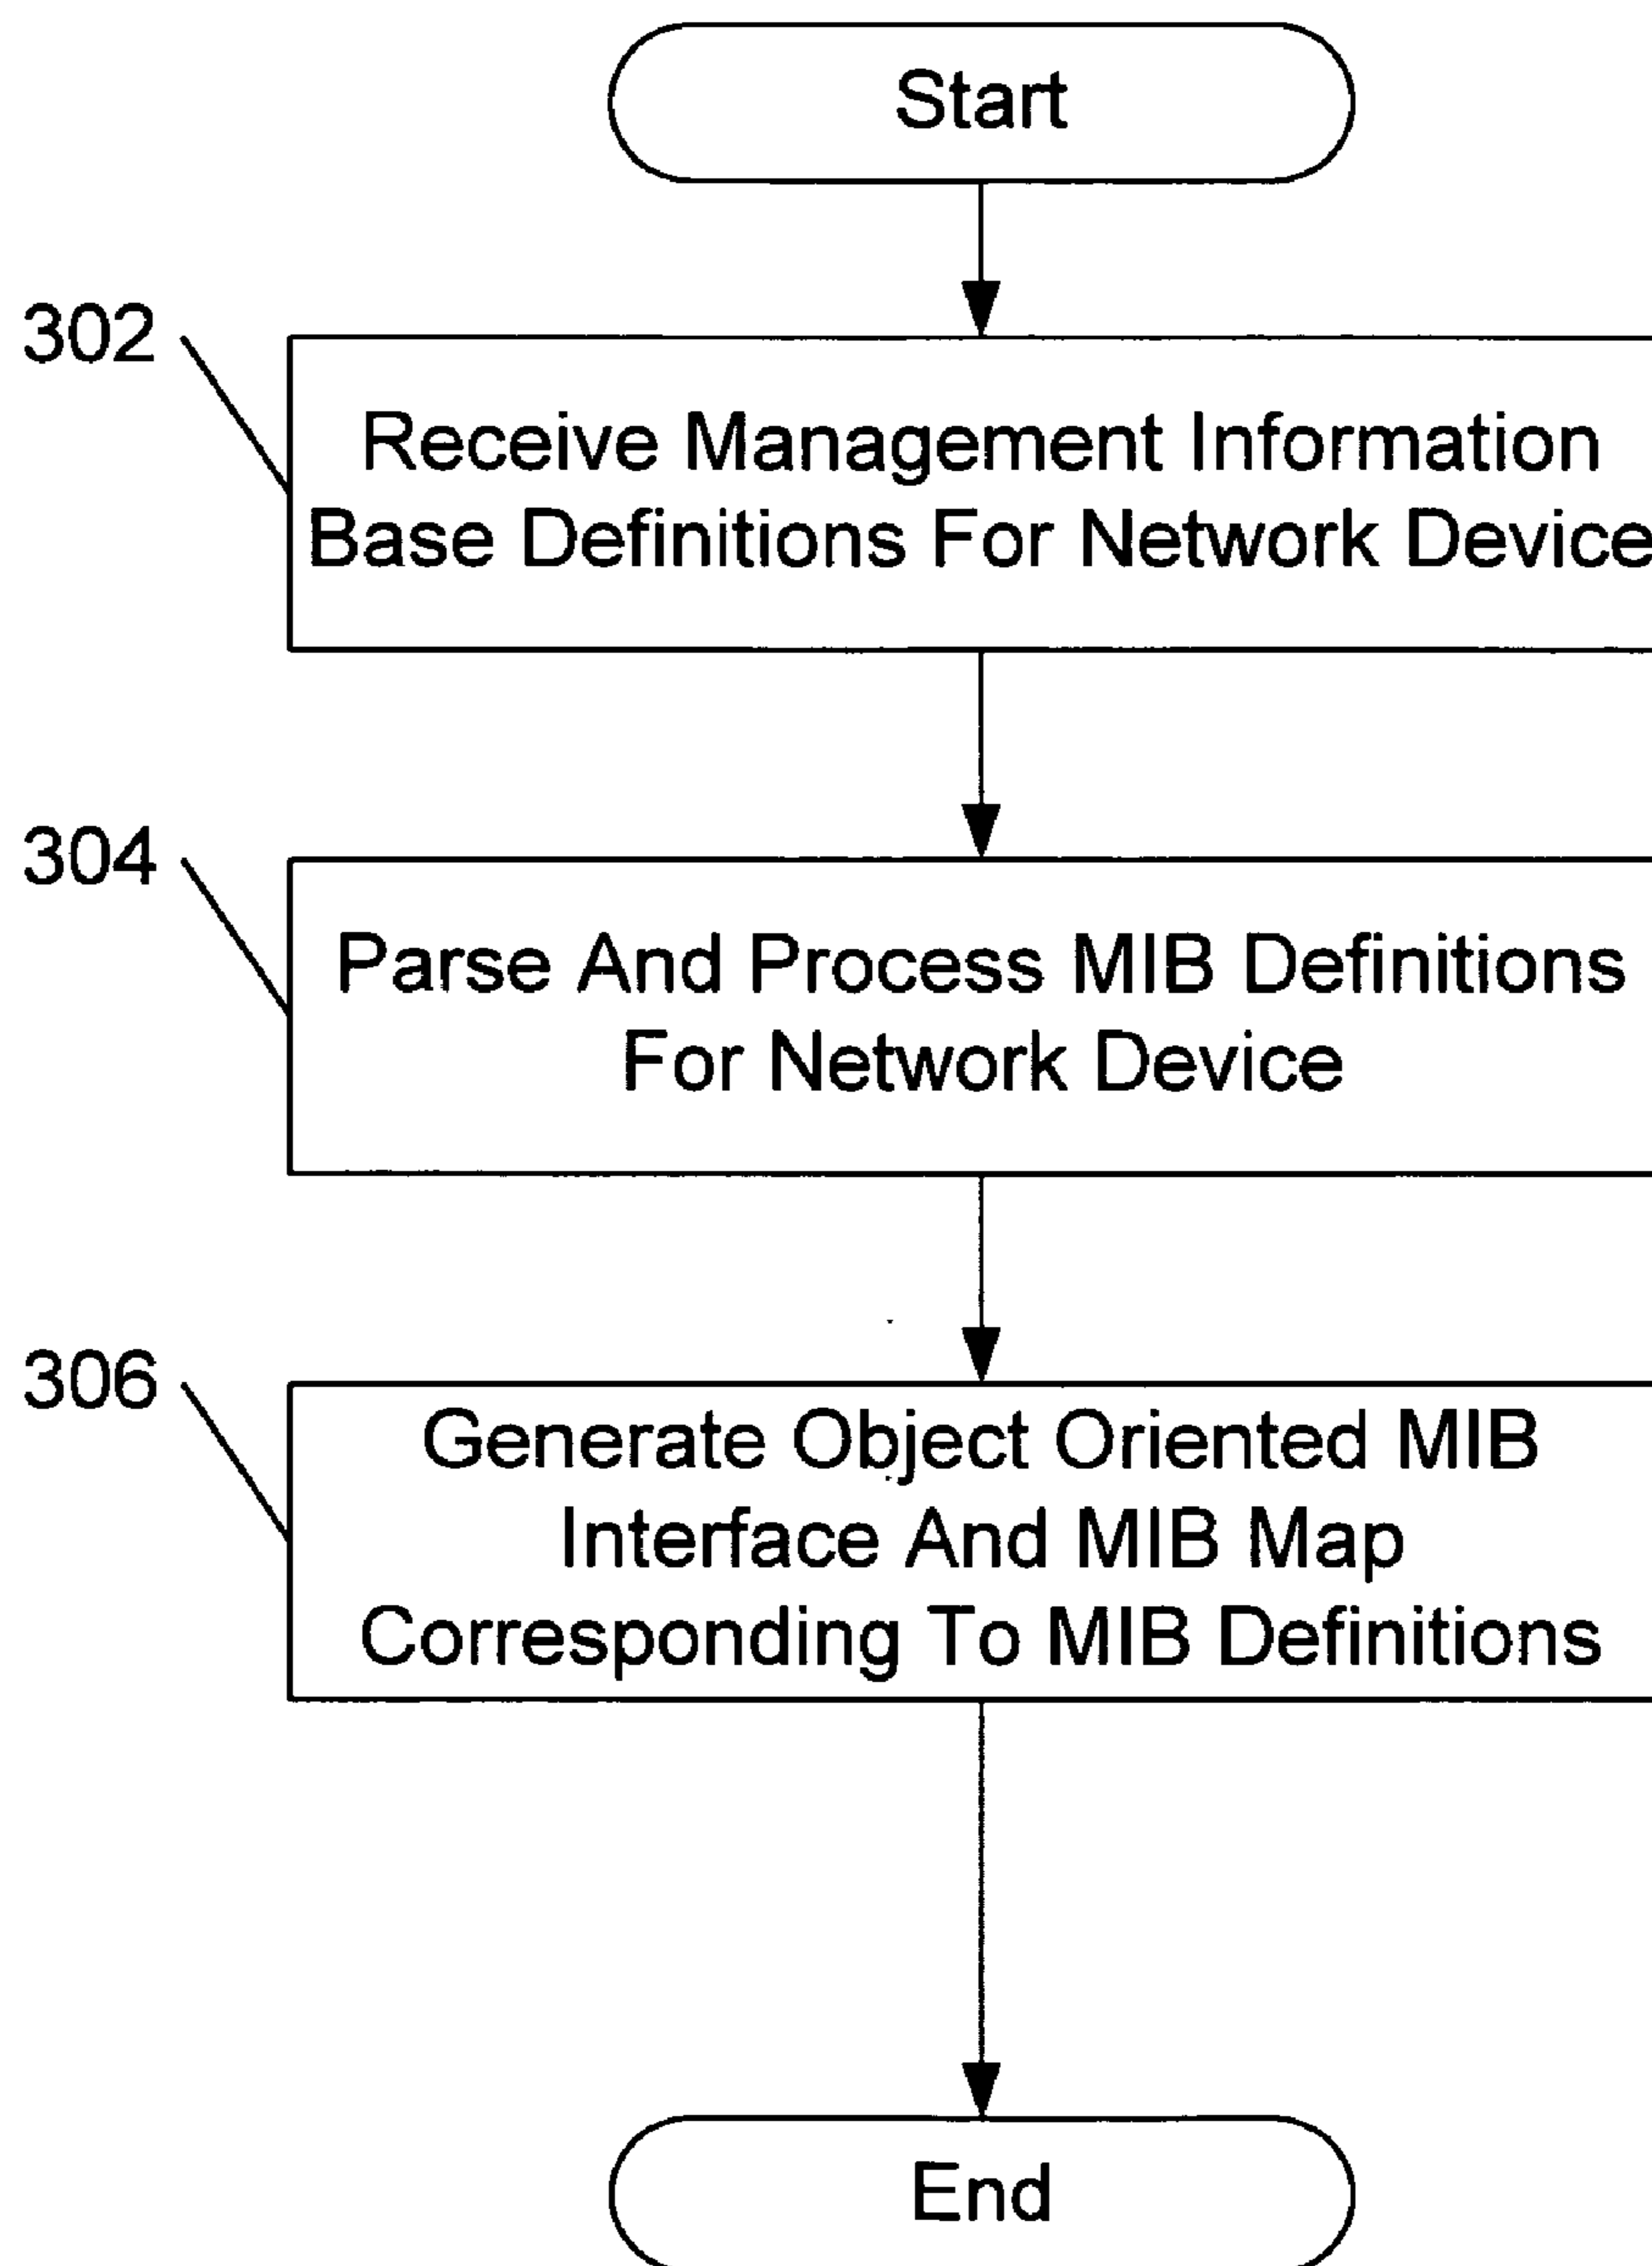 Start
302
Receive Management Information
Base Definitions For Network Device
304
Parse And Process MIB Definitions
For Network Device
306
Generate Object Oriented MIB
Interface And MIB Map
Corresponding To MIB Definitions
End